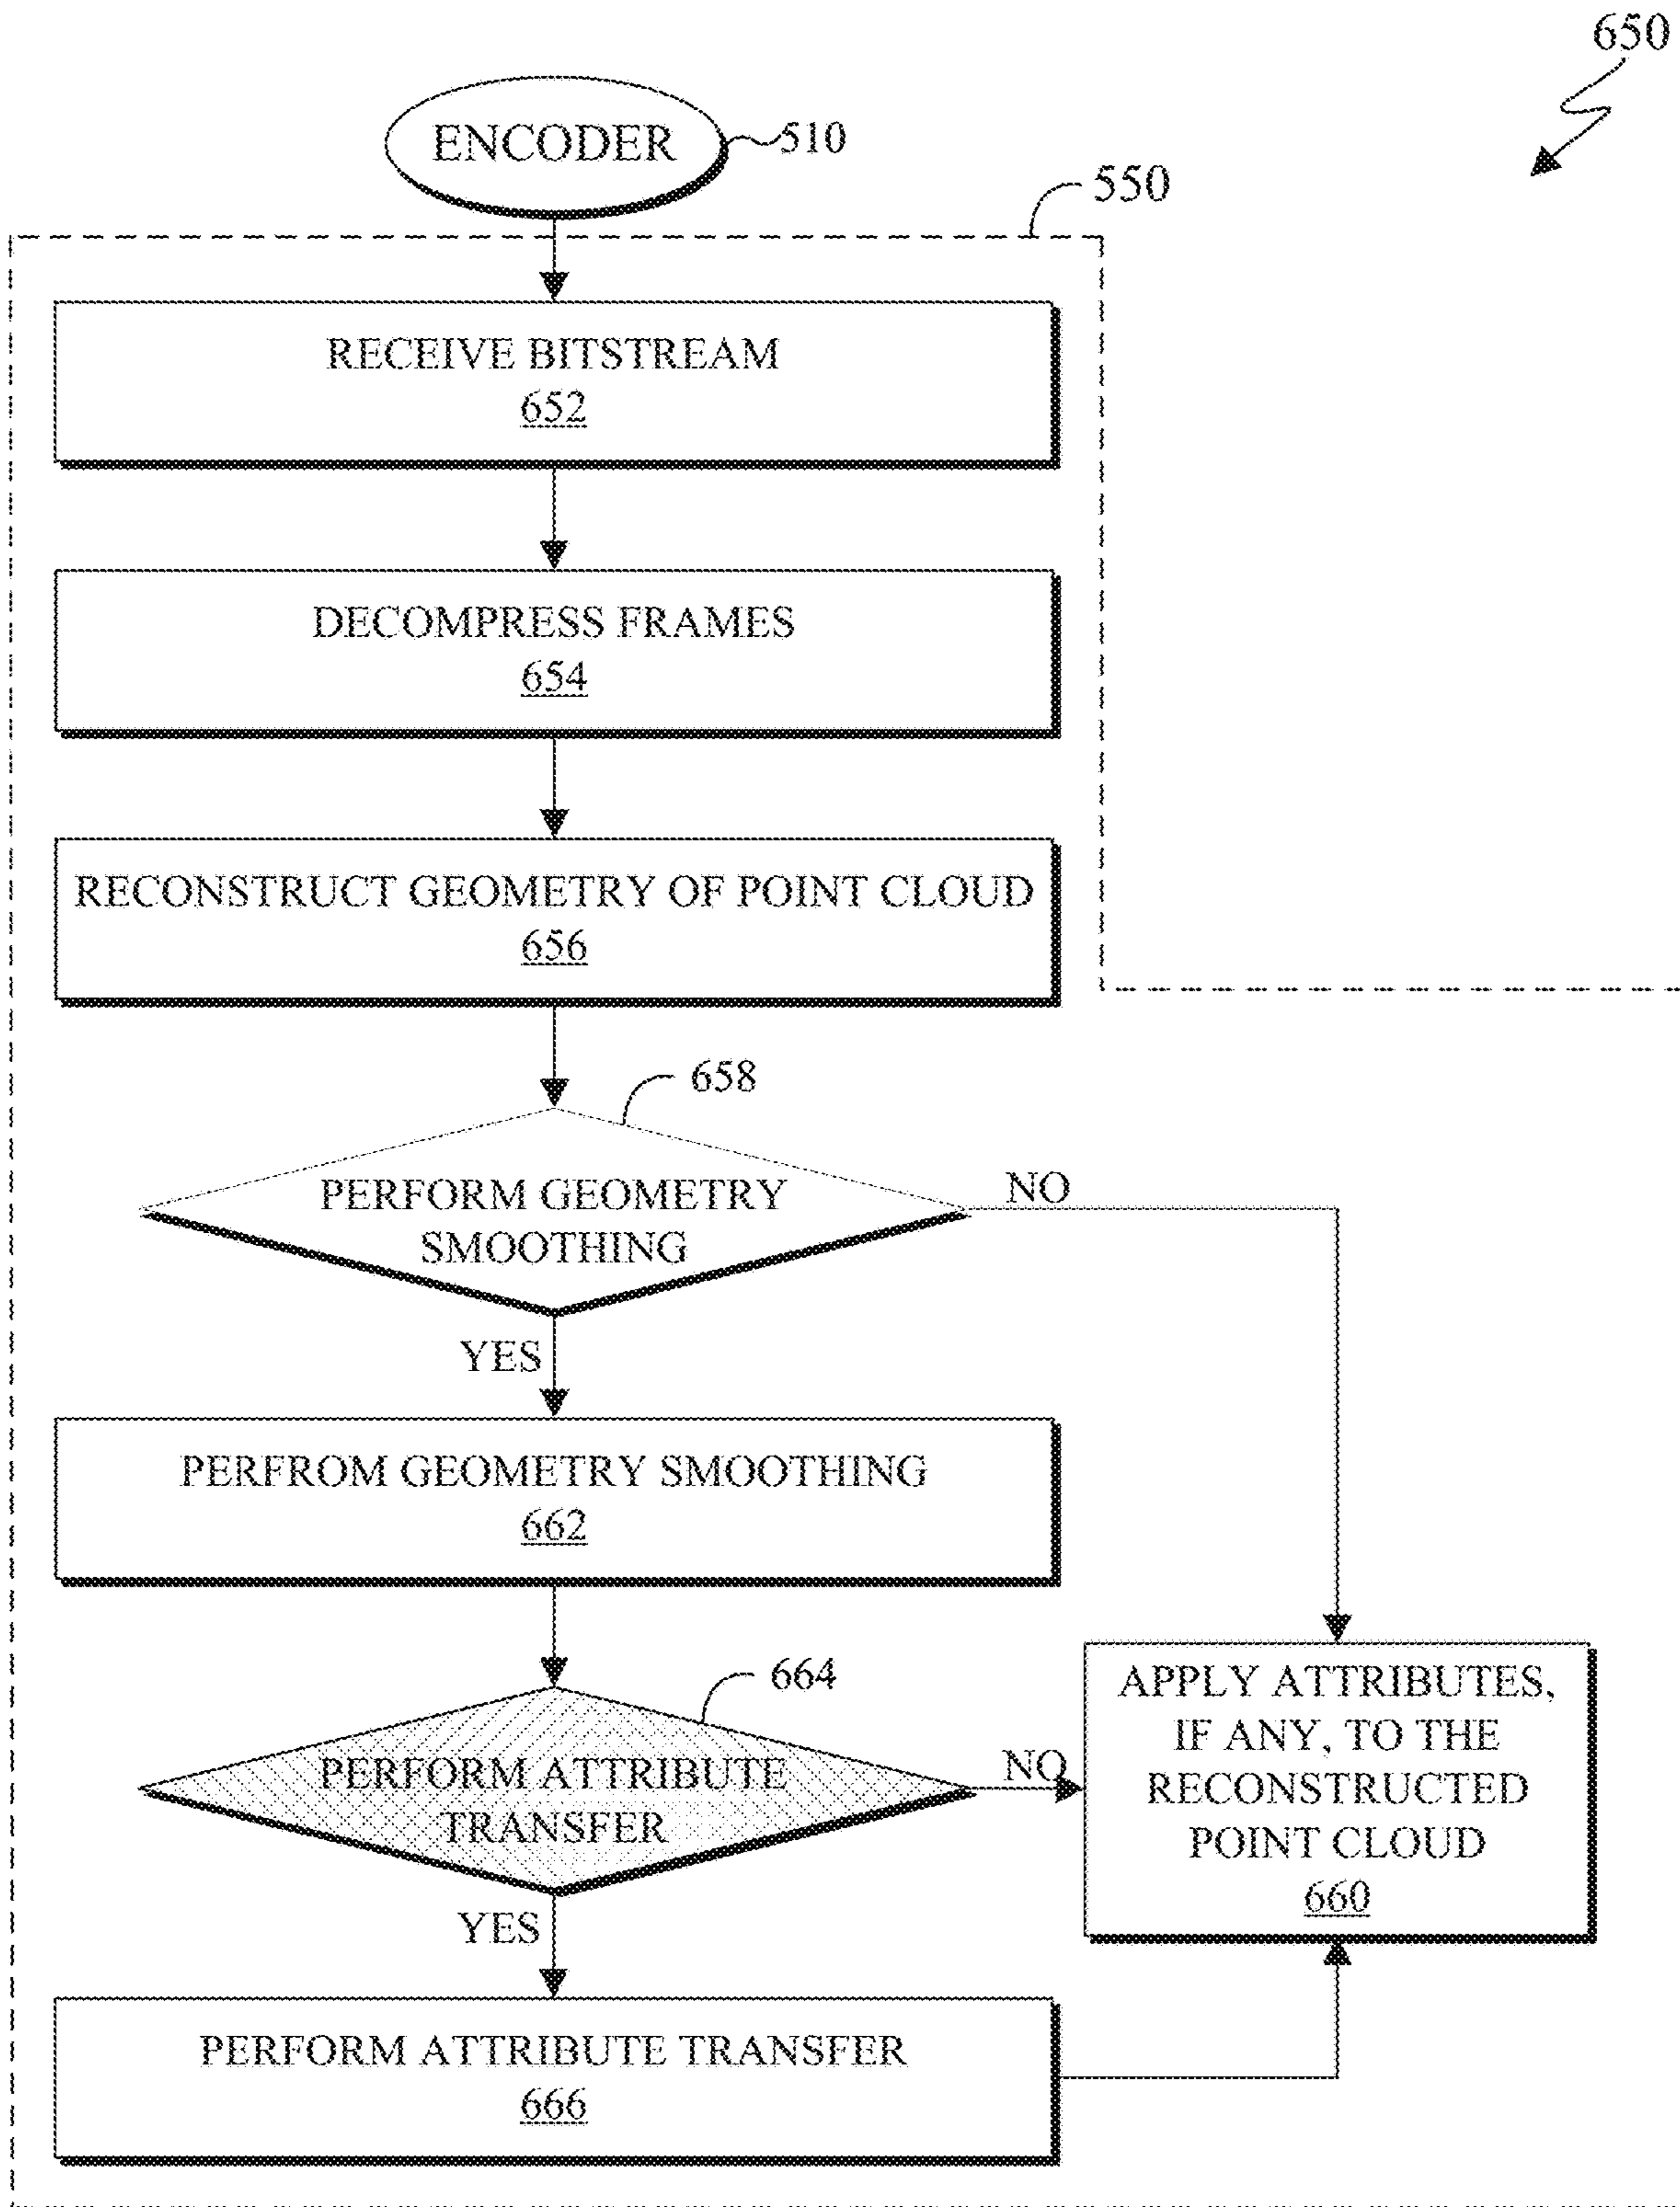 650
ENCODER
510
550
RECEIVE BITSTREAM
652
DECOMPRESS FRAMES
654
RECONSTRUCT GEOMETRY OF POINT CLOUD
656
658
PERFORM GEOMETRY
SMOOTHING
NO
YES
PERFROM GEOMETRY SMOOTHING
662
664
PERFORM ATTRIBUTE
TRANSFER
NO
YES
APPLY ATTRIBUTES,
IF ANY, TO THE
RECONSTRUCTED
POINT CLOUD
660
PERFORM ATTRIBUTE TRANSFER
666